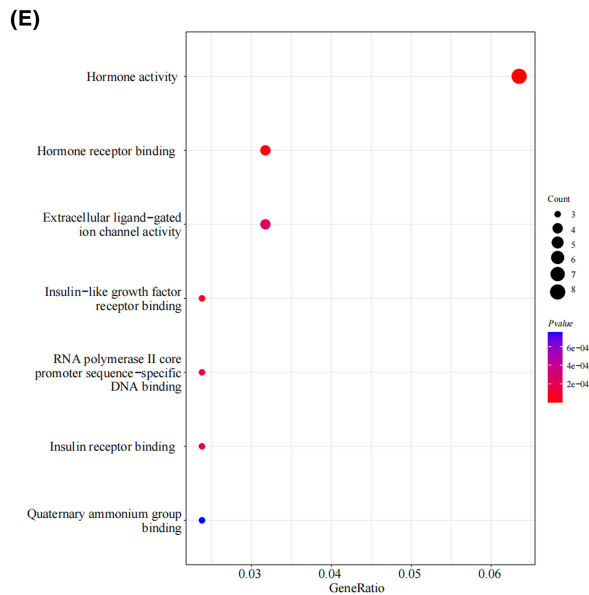 (E)
Hormone activity
Hormone receptor binding
Extracellular ligand−gated
ion channel activity
Insulin−like growth factor
receptor binding
RNA polymerase II core
promoter sequence−specific
DNA binding
Insulin receptor binding
Quaternary ammonium group
binding
0.03 0.04 0.05 0.06
GeneRatio
Count
3
4
5
6
7
8
Pvalue
6e−04
4e−04
2e−04